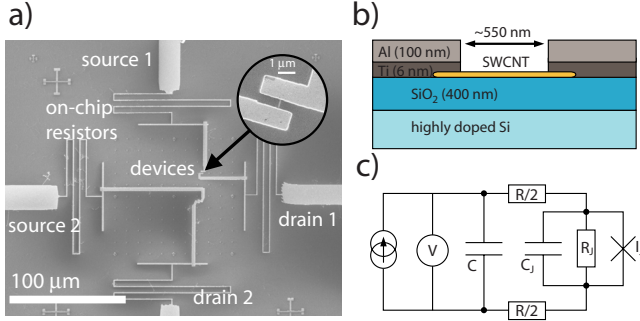 a)
source 1
1 µm
on-chip
resistors
devices
source 2
drain 1
100 µm
drain 2
b)
~550 nm
Al (100 nm)
SWCNT
Ti (6 nm)
SiO₂ (400 nm)
highly doped Si
c)
R/2
V
C
C_J
R_J
R/2